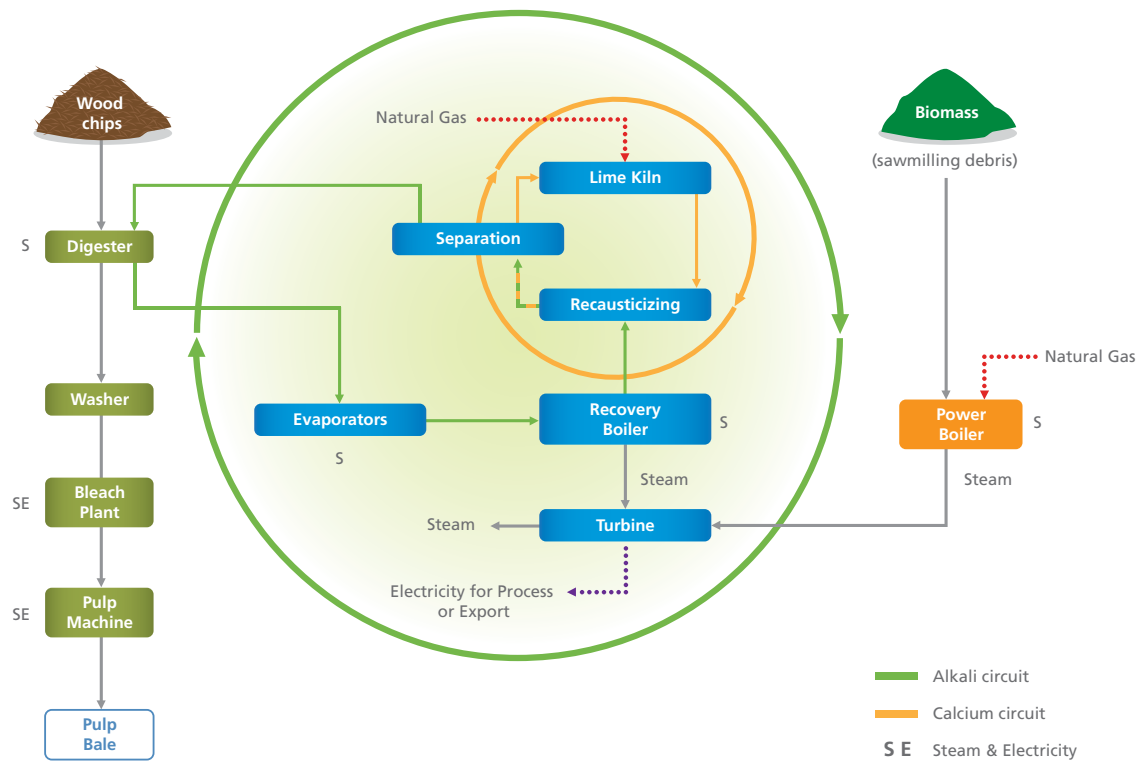 Wood
chips
Natural Gas
Biomass
(sawmilling debris)
Lime Kiln
S
Digester
Separation
Recausticizing
Natural Gas
Washer
Evaporators
S
Recovery
Boiler
S
Power
Boiler
S
Steam
Steam
SE
Bleach
Plant
Steam
Turbine
Electricity for Process
or Export
SE
Pulp
Machine
Pulp
Bale
Alkali circuit
Calcium circuit
S E Steam & Electricity